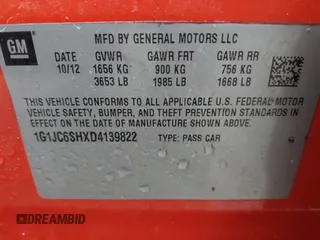 GM
MFD BY GENERAL MOTORS LLC
DATE GVWR GAWR FRT GAWR RR
10/12 1656 KG 900 KG 756 KG
3653 LB 1985 LB 1668 LB
THIS VEHICLE CONFORMS TO ALL APPLICABLE U.S. FEDERAL MOTOR
VEHICLE SAFETY, BUMPER, AND THEFT PREVENTION STANDARDS IN
EFFECT ON THE DATE OF MANUFACTURE SHOWN ABOVE.
1G1JC6SHXD4139822 TYPE: PASS CAR
DREAMBID